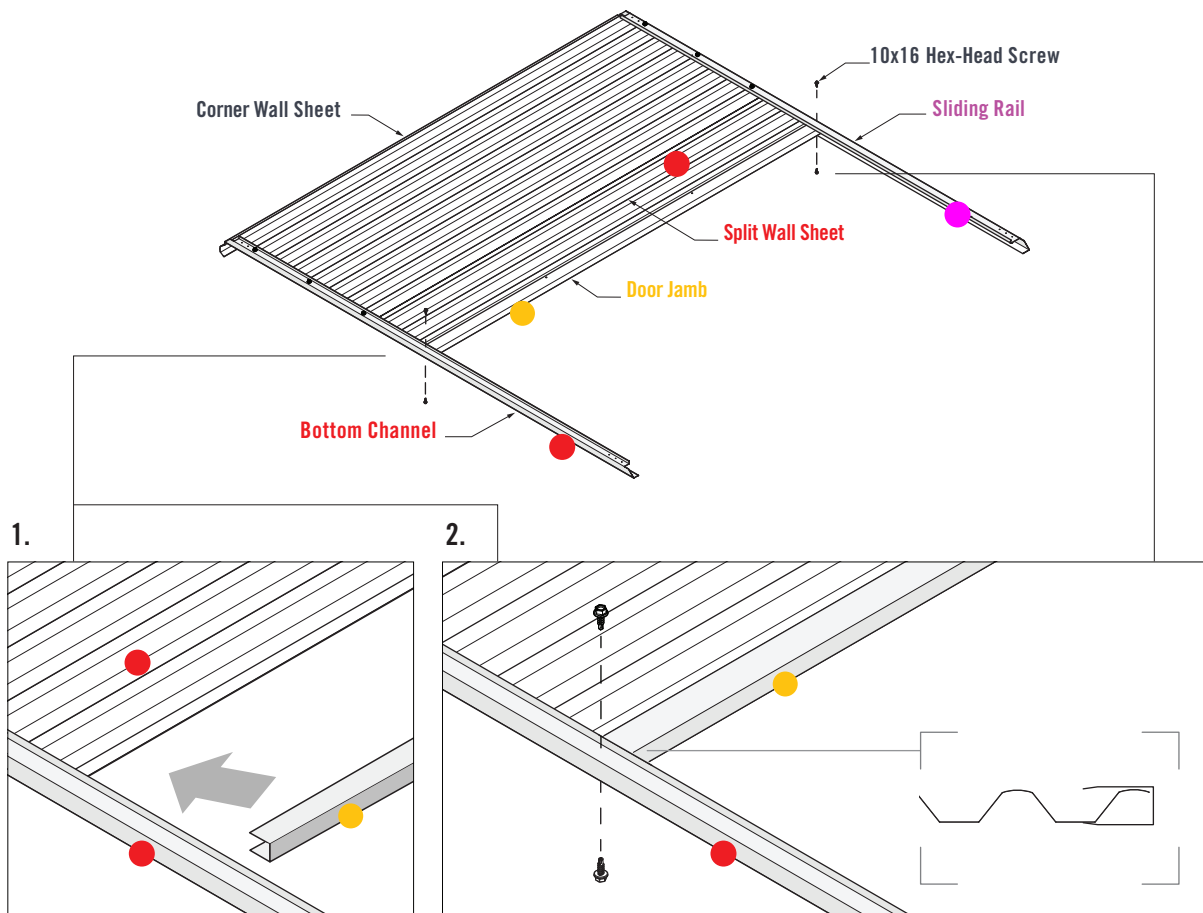 10x16 Hex-Head Screw
Corner Wall Sheet
Sliding Rail
Split Wall Sheet
Door Jamb
Bottom Channel
1.
2.